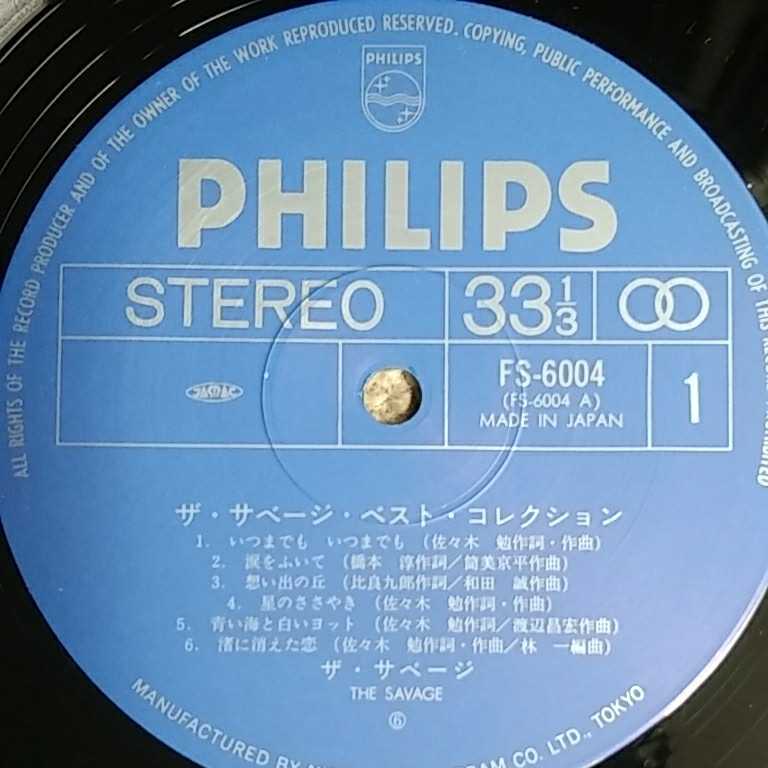 ALL RIGHTS OF THE RECORD PRODUCER AND OF THE OWNER OF THE WORK REPRODUCED RESERVED. COPYING, PUBLIC PERFORMANCE AND BROADCASTING OF THIS
PHILIPS
PHILIPS
STEREO
33 1/3
JASRAC
FS-6004
(FS-6004 A)
MADE IN JAPAN
1
ザ・サベージ・ベスト・コレクション
1. いつまでも いつまでも (佐々木 勉作詞・作曲)
2. 涙をふいて (橋本 淳作詞/筒美京平作曲)
3. 想い出の丘 (比良九郎作詞/和田 誠作曲)
4. 星のささやき (佐々木 勉作詞・作曲)
5. 青い海と白いヨット (佐々木 勉作詞/渡辺昌宏作曲)
6. 渚に消えた恋 (佐々木 勉作詞・作曲/林 一編曲)
ザ・サベージ
THE SAVAGE
⑥
MANUFACTURED BY CO. LTD., TOKYO